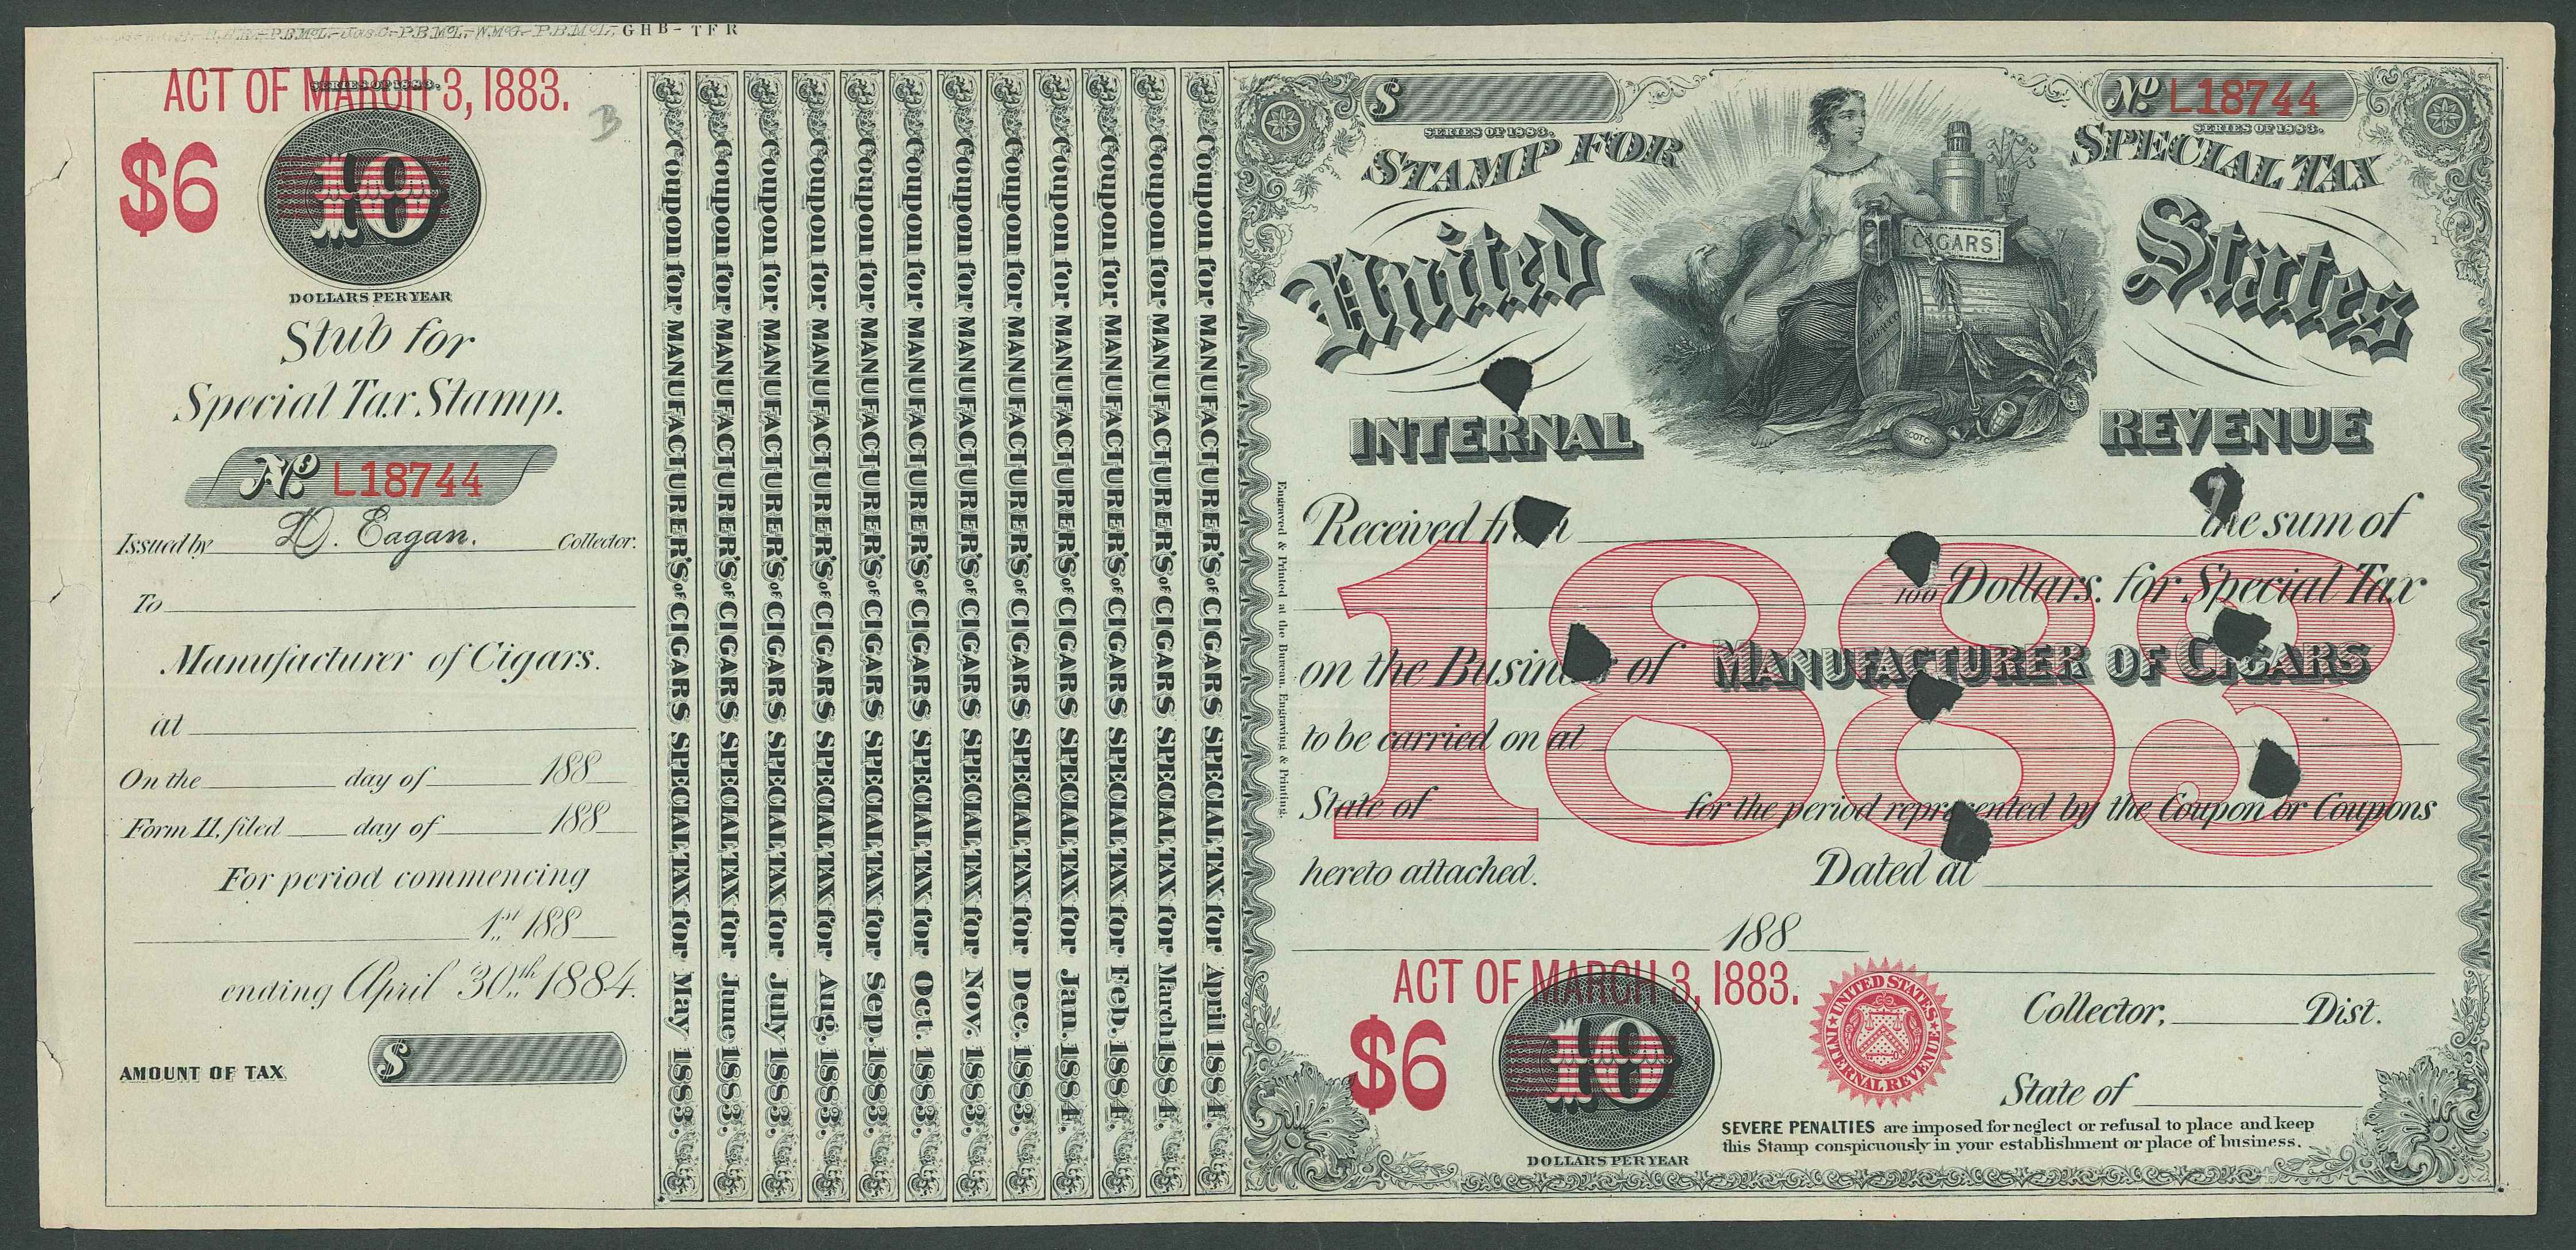 GHB - TFR
ACT OF MARCH 3, 1883.
SERIES OF 1883.
B
$6
10
DOLLARS PER YEAR
Stub for
Special Tax Stamp.
No. L18744
Issued by D. Eagan. Collector.
To
Manufacturer of Cigars.
at
On the day of 188
Form 11, filed day of 188
For period commencing
1st 188
ending April 30th 1884.
AMOUNT OF TAX $
Coupon for MANUFACTURER'S OF CIGARS SPECIAL TAX for May 1883.
Coupon for MANUFACTURER'S OF CIGARS SPECIAL TAX for June 1883.
Coupon for MANUFACTURER'S OF CIGARS SPECIAL TAX for July 1883.
Coupon for MANUFACTURER'S OF CIGARS SPECIAL TAX for Aug. 1883.
Coupon for MANUFACTURER'S OF CIGARS SPECIAL TAX for Sep. 1883.
Coupon for MANUFACTURER'S OF CIGARS SPECIAL TAX for Oct. 1883.
Coupon for MANUFACTURER'S OF CIGARS SPECIAL TAX for Nov. 1883.
Coupon for MANUFACTURER'S OF CIGARS SPECIAL TAX for Dec. 1883.
Coupon for MANUFACTURER'S OF CIGARS SPECIAL TAX for Jan. 1884.
Coupon for MANUFACTURER'S OF CIGARS SPECIAL TAX for Feb. 1884.
Coupon for MANUFACTURER'S OF CIGARS SPECIAL TAX for March 1884.
Coupon for MANUFACTURER'S OF CIGARS SPECIAL TAX for April 1884.
Engraved & Printed at the Bureau, Engraving & Printing.
$
No. L18744
SERIES OF 1883.
SERIES OF 1883.
STAMP FOR SPECIAL TAX
United States
CIGARS
TOBACCO
SCOTCH
1
INTERNAL REVENUE
Received from the sum of
1883
100 Dollars. for Special Tax
on the Business of MANUFACTURER OF CIGARS
to be carried on at
State of for the period represented by the Coupon or Coupons
hereto attached. Dated at
188
ACT OF MARCH 3, 1883.
$6
10
DOLLARS PER YEAR
UNITED STATES INTERNAL REVENUE
Collector, Dist.
State of
SEVERE PENALTIES are imposed for neglect or refusal to place and keep
this Stamp conspicuously in your establishment or place of business.